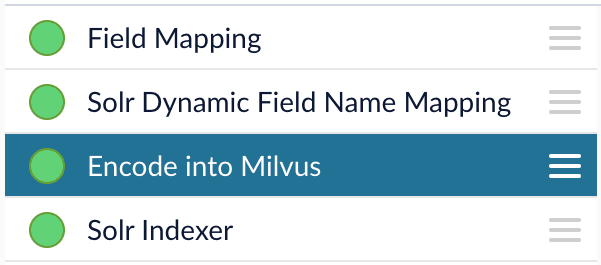 Field Mapping
Solr Dynamic Field Name Mapping
Encode into Milvus
Solr Indexer